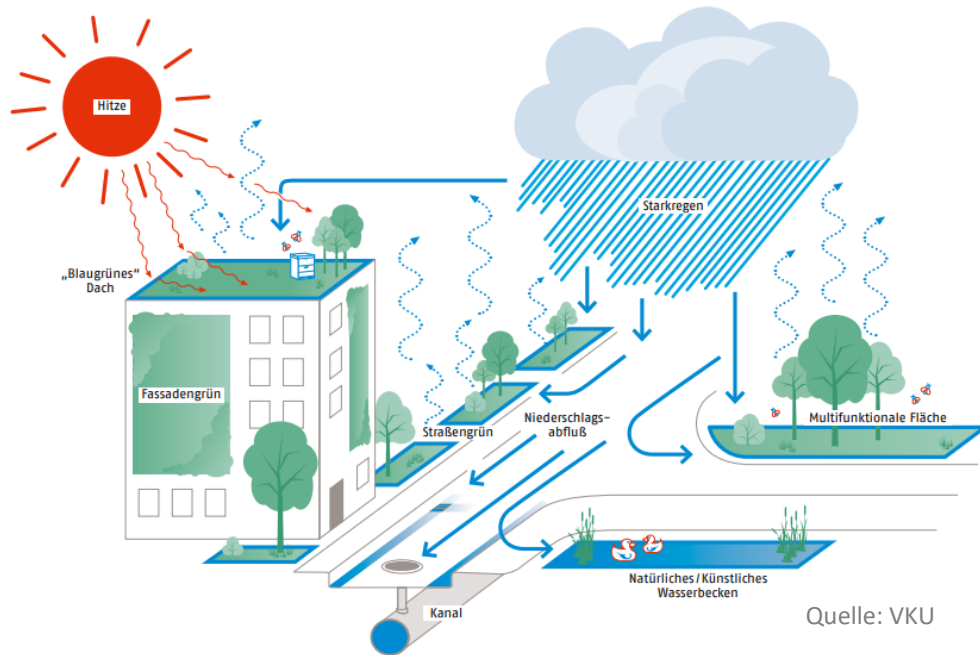 Hitze
Starkregen
„Blaugrünes“
Dach
Fassadengrün
Straßengrün
Niederschlags-
abfluß
Multifunktionale Fläche
Natürliches/Künstliches
Wasserbecken
Kanal
Quelle: VKU